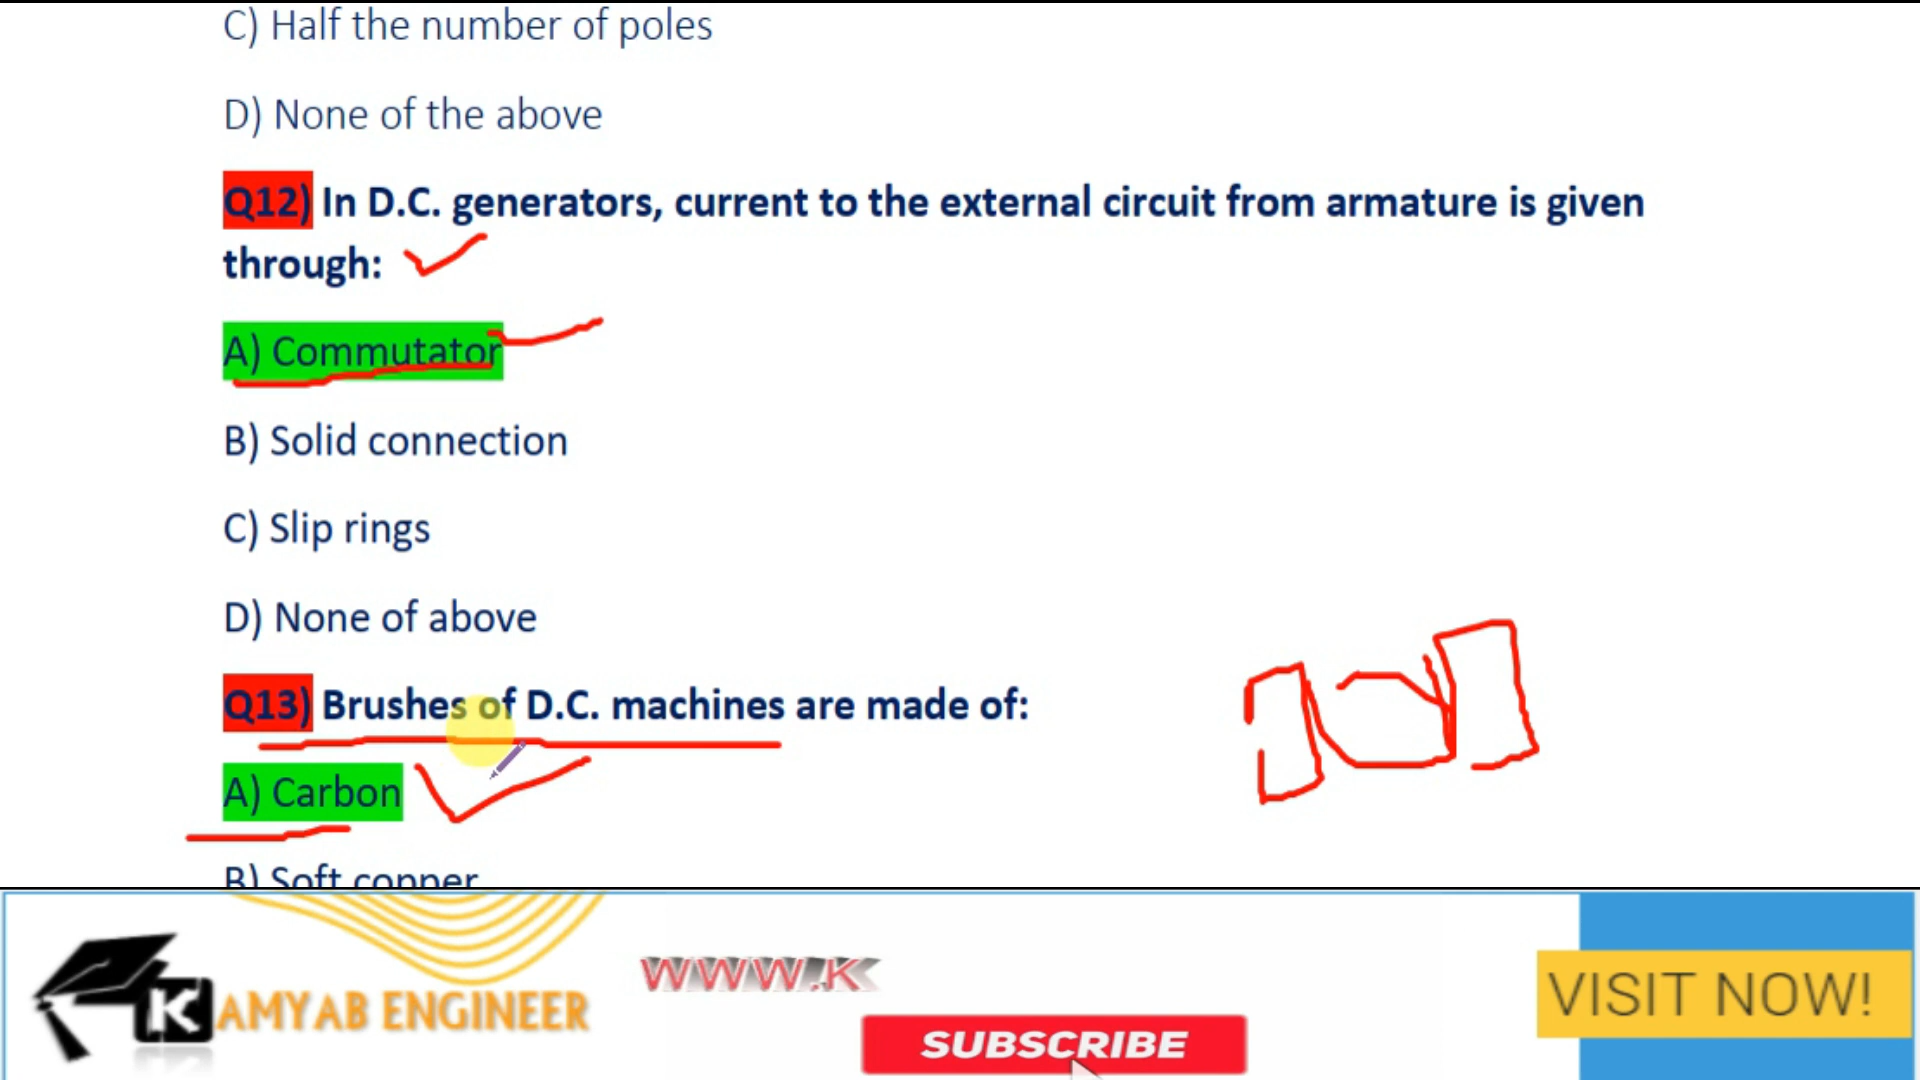 C) Half the number of poles
D) None of the above
Q12) In D.C. generators, current to the external circuit from armature is given
through:
A) Commutator
B) Solid connection
C) Slip rings
D) None of above
Q13) Brushes of D.C. machines are made of:
A) Carbon
B) Soft copper
KAMYAB ENGINEER
WWW.K
SUBSCRIBE
VISIT NOW!